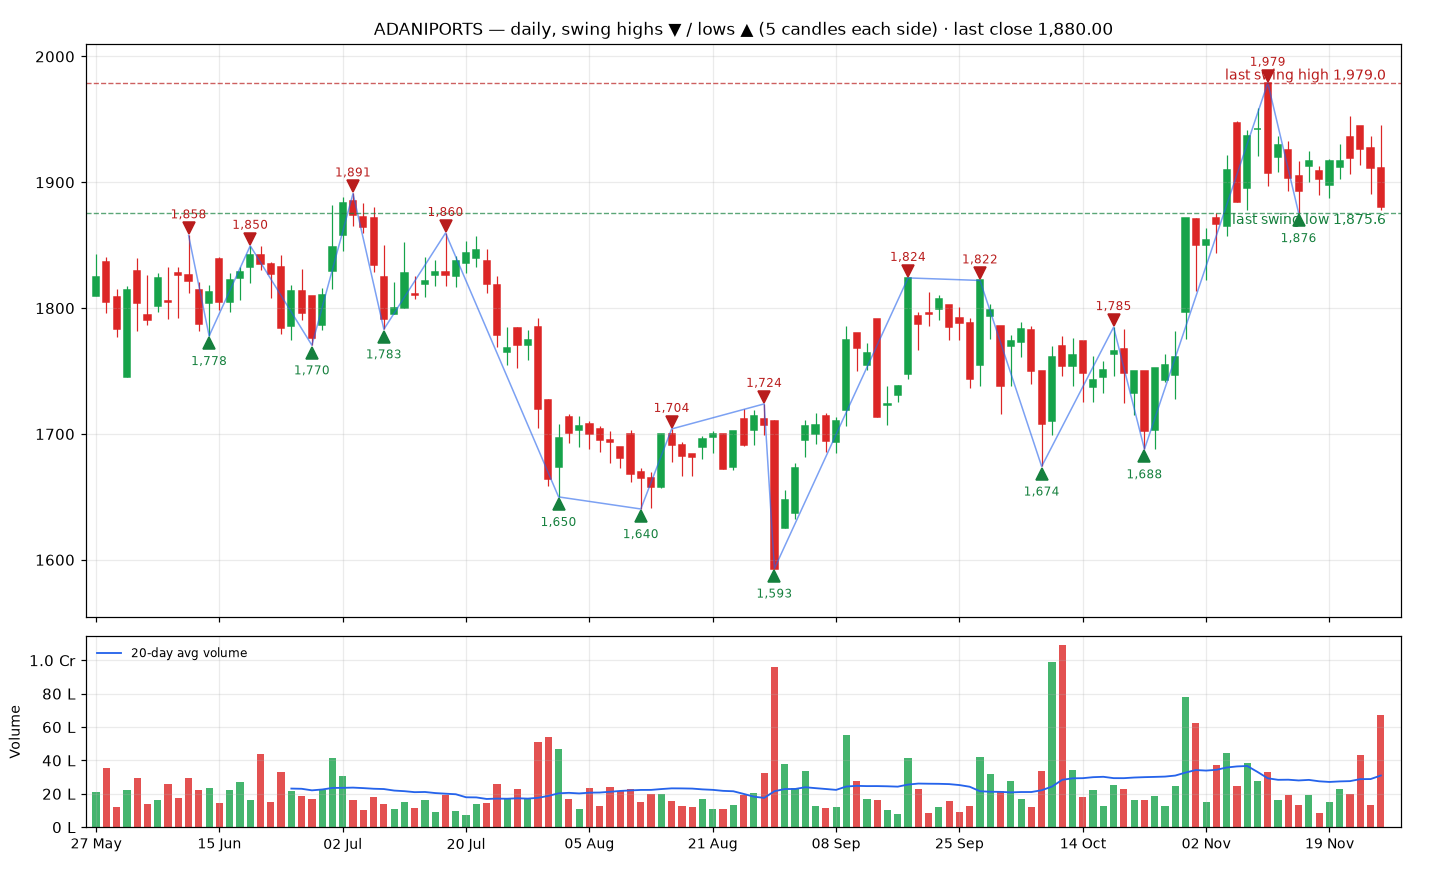 ADANIPORTS — daily, swing highs ▼ / lows ▲ (5 candles each side) · last close 1,880.00
2000
1,979
last swing high 1,979.0
1900
1,891
1,858
1,850
1,860
last swing low 1,875.6
1,876
1,824
1,822
1800
1,785
1,778
1,770
1,783
1,724
1,704
1700
1,688
1,674
1,650
1,640
1600
1,593
Volume
20-day avg volume
1.0 Cr
80 L
60 L
40 L
20 L
0 L
27 May
15 Jun
02 Jul
20 Jul
05 Aug
21 Aug
08 Sep
25 Sep
14 Oct
02 Nov
19 Nov